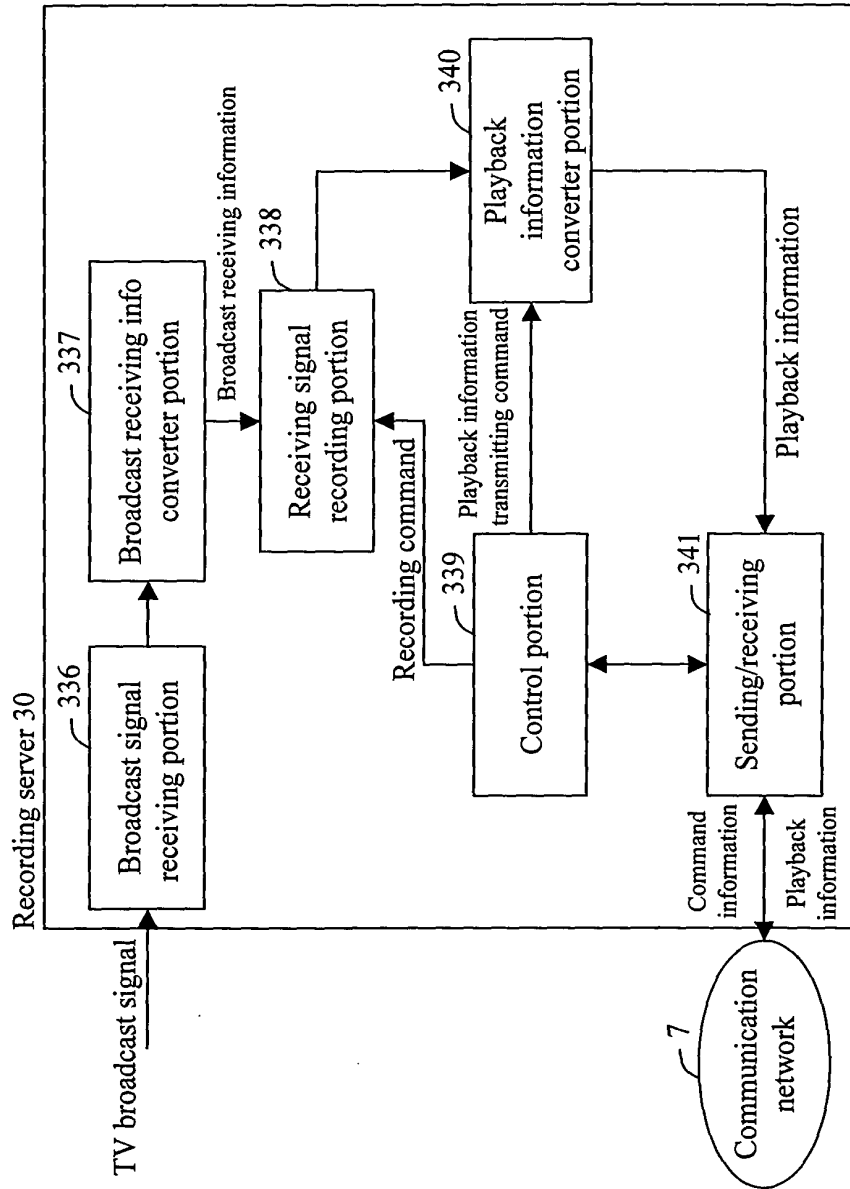 Recording server 30
TV broadcast signal
336
Broadcast signal
receiving portion
337
Broadcast receiving info
converter portion
Broadcast receiving information
338
Receiving signal
recording portion
Recording command
339
Control portion
Playback information
transmitting command
340
Playback
information
converter portion
Playback information
341
Sending/receiving
portion
Command
information
Playback
information
7
Communication
network